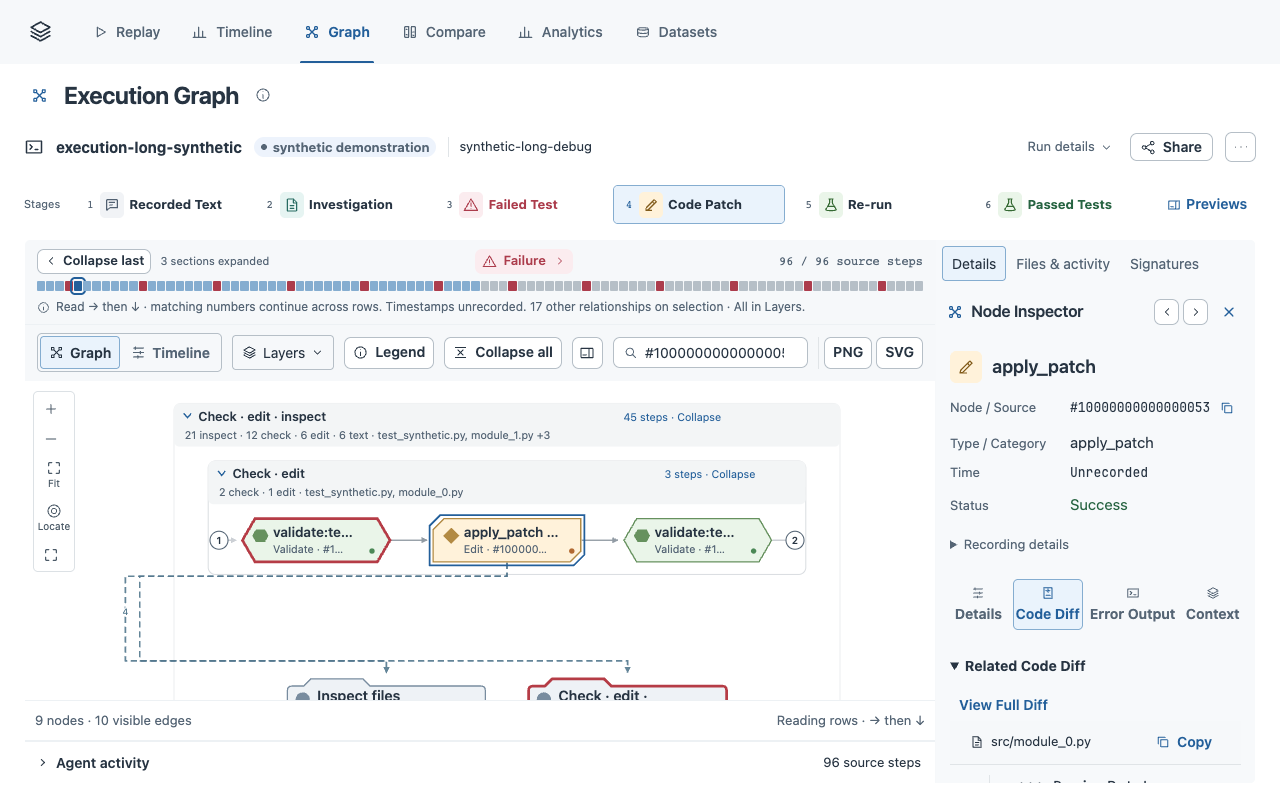 Replay Timeline Graph Compare Analytics Datasets
Execution Graph
execution-long-synthetic synthetic demonstration synthetic-long-debug Run details Share ...
Stages 1 Recorded Text 2 Investigation 3 Failed Test 4 Code Patch 5 Re-run 6 Passed Tests Previews
Collapse last 3 sections expanded Failure 96 / 96 source steps
Read → then ↓ · matching numbers continue across rows. Timestamps unrecorded. 17 other relationships on selection · All in Layers.
Graph Timeline Layers Legend Collapse all PNG SVG
Fit
Locate
Check · edit · inspect 45 steps · Collapse
21 inspect · 12 check · 6 edit · 6 text · test_synthetic.py, module_1.py +3
Check · edit 3 steps · Collapse
2 check · 1 edit · test_synthetic.py, module_0.py
1 validate:te... apply_patch ... validate:te... 2
Validate · #1... Edit · #100000... Validate · #1...
4
Inspect files Check · edit ·
9 nodes · 10 visible edges Reading rows · → then ↓
Agent activity 96 source steps
Details Files & activity Signatures
Node Inspector
apply_patch
Node / Source #10000000000000053
Type / Category apply_patch
Time Unrecorded
Status Success
Recording details
Details Code Diff Error Output Context
Related Code Diff
View Full Diff
src/module_0.py Copy